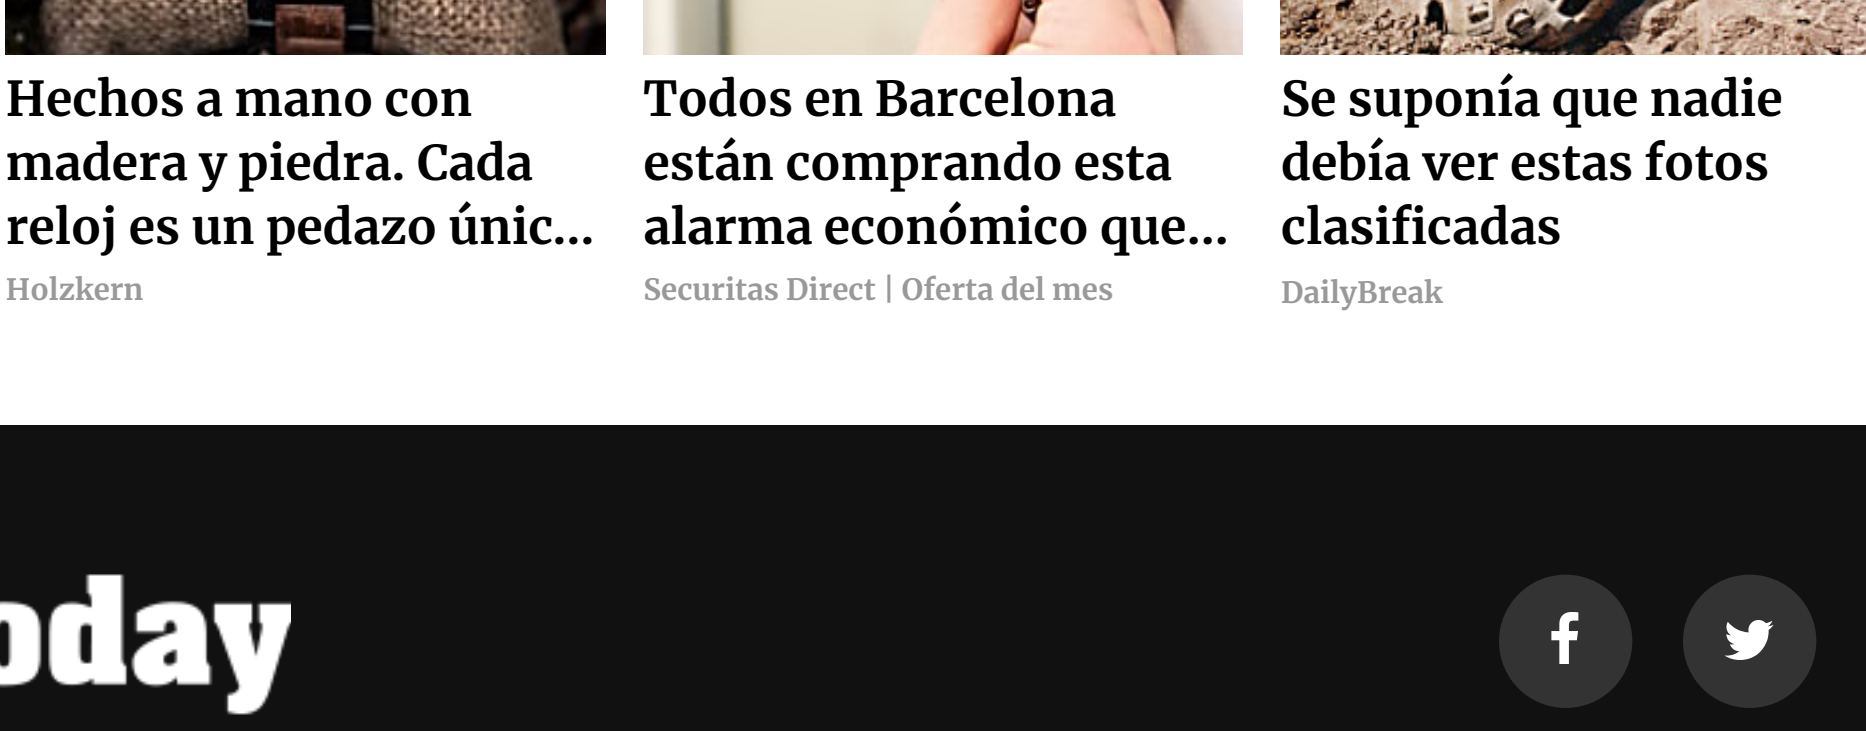 Hechos a mano con
madera y piedra. Cada
reloj es un pedazo únic...
Holzkern
Todos en Barcelona
están comprando esta
alarma económico que...
Securitas Direct | Oferta del mes
Se suponía que nadie
debía ver estas fotos
clasificadas
DailyBreak
oday